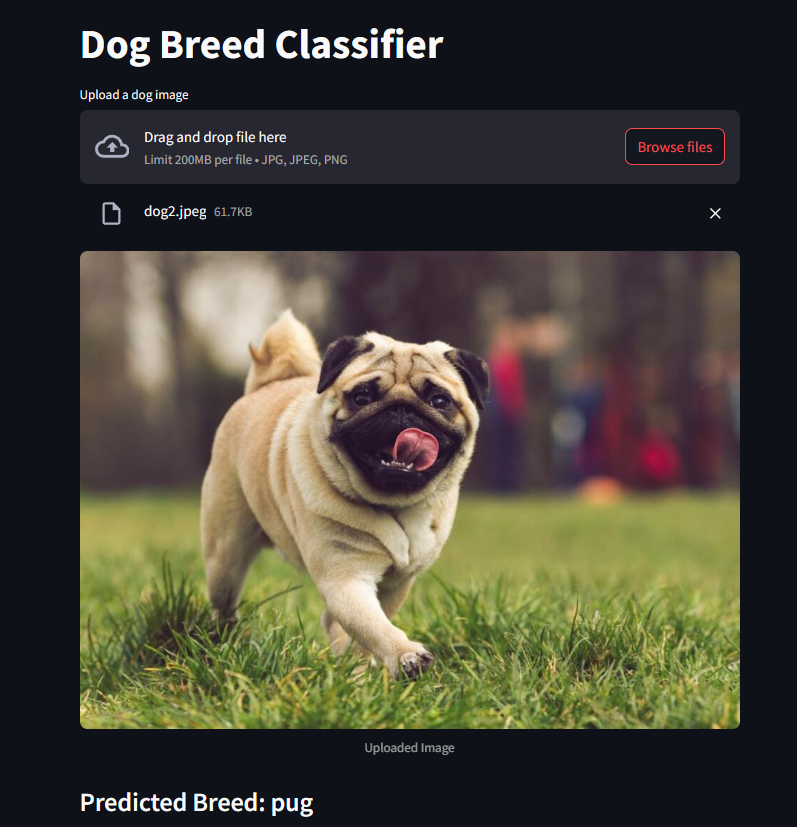 Dog Breed Classifier
Upload a dog image
Drag and drop file here
Limit 200MB per file • JPG, JPEG, PNG
Browse files
dog2.jpeg 61.7KB
Uploaded Image
Predicted Breed: pug